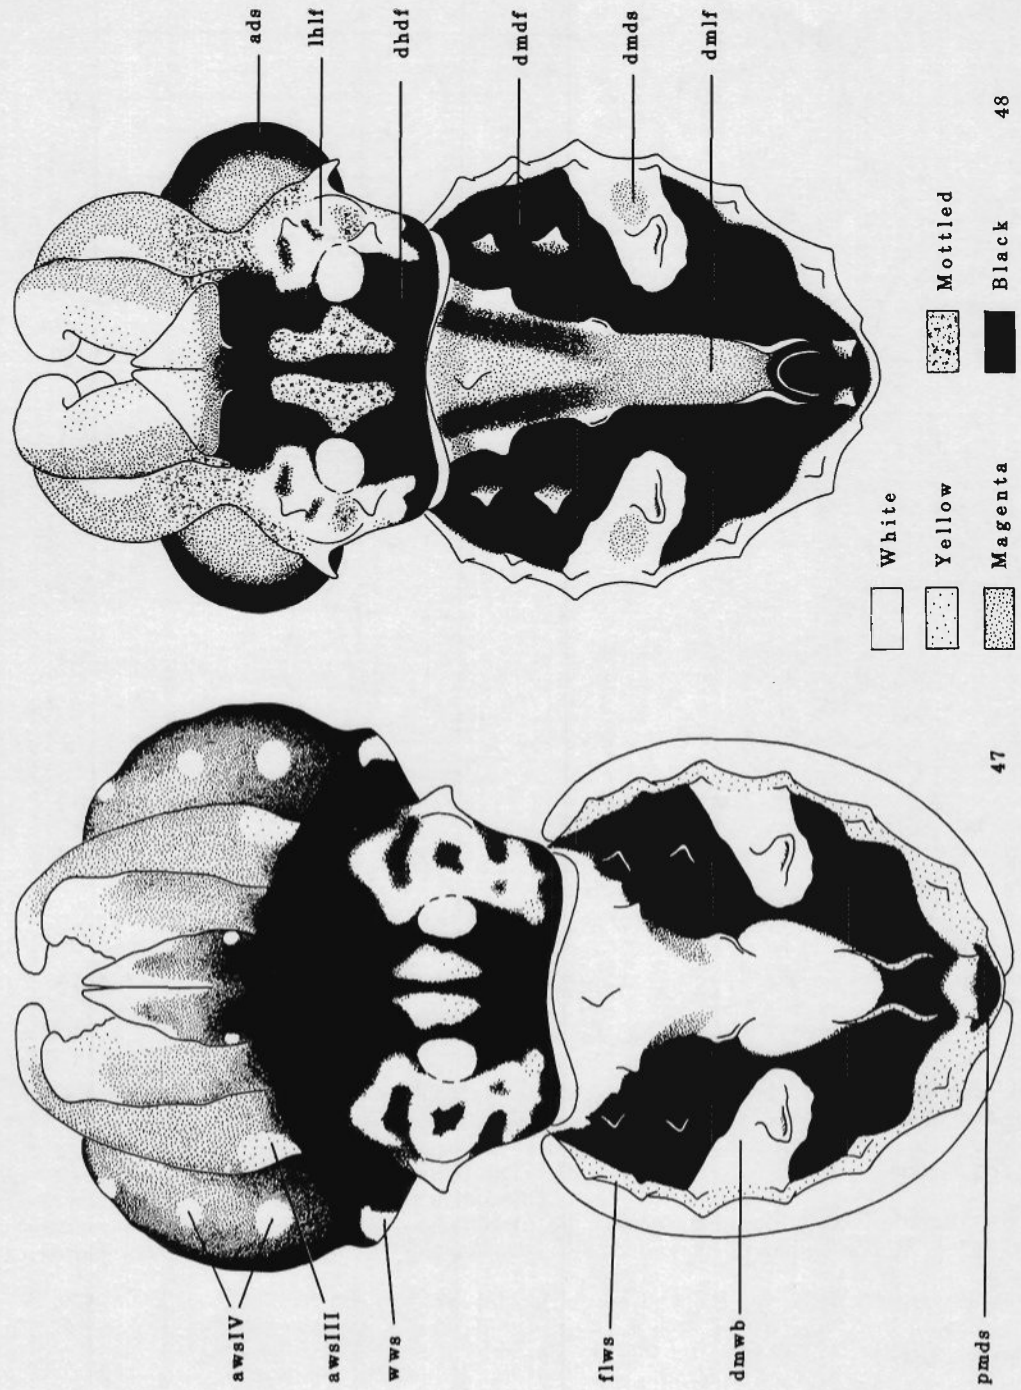 ads
lhlf
dhdf
dmdf
dmds
dmlf
48
Mottled
Black
White
Yellow
Magenta
47
awsIV
awsIII
wws
flws
dmwb
pmds